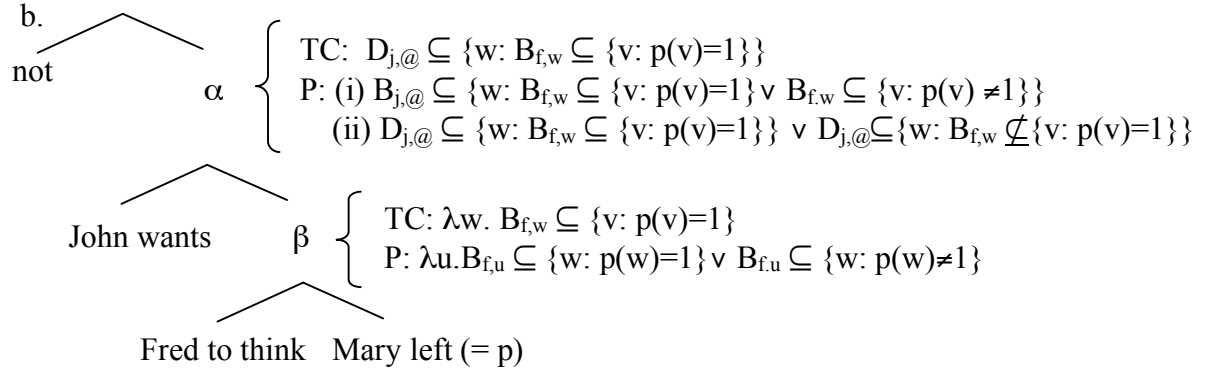 b.
not
α
TC: D_{j,@} ⊆ {w: B_{f,w} ⊆ {v: p(v)=1}}
P: (i) B_{j,@} ⊆ {w: B_{f,w} ⊆ {v: p(v)=1} ∨ B_{f.w} ⊆ {v: p(v) ≠1}}
(ii) D_{j,@} ⊆ {w: B_{f,w} ⊆ {v: p(v)=1}} ∨ D_{j,@}⊆{w: B_{f,w} ⊈{v: p(v)=1}}
John wants
β
TC: λw. B_{f,w} ⊆ {v: p(v)=1}
P: λu.B_{f,u} ⊆ {w: p(w)=1} ∨ B_{f.u} ⊆ {w: p(w)≠1}
Fred to think Mary left (= p)